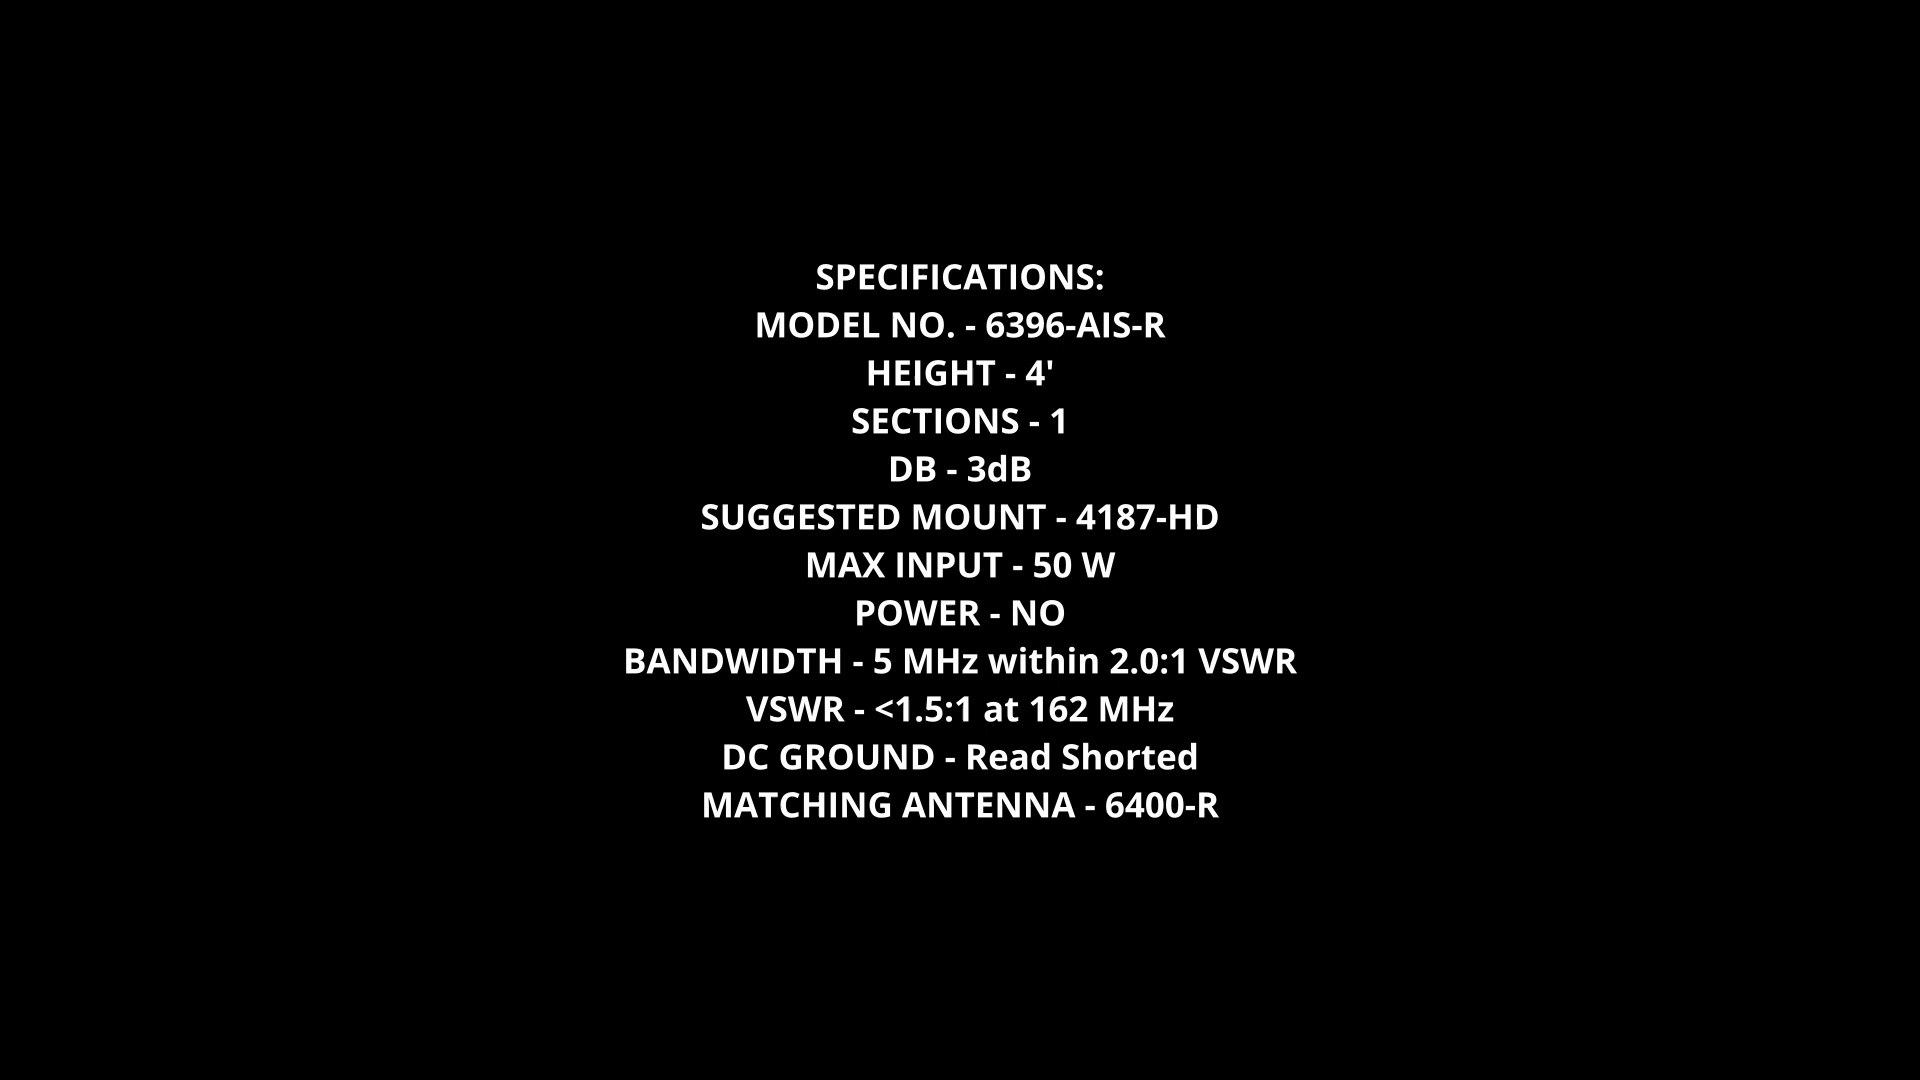 SPECIFICATIONS:
MODEL NO. - 6396-AIS-R
HEIGHT - 4'
SECTIONS - 1
DB - 3dB
SUGGESTED MOUNT - 4187-HD
MAX INPUT - 50 W
POWER - NO
BANDWIDTH - 5 MHz within 2.0:1 VSWR
VSWR - <1.5:1 at 162 MHz
DC GROUND - Read Shorted
MATCHING ANTENNA - 6400-R